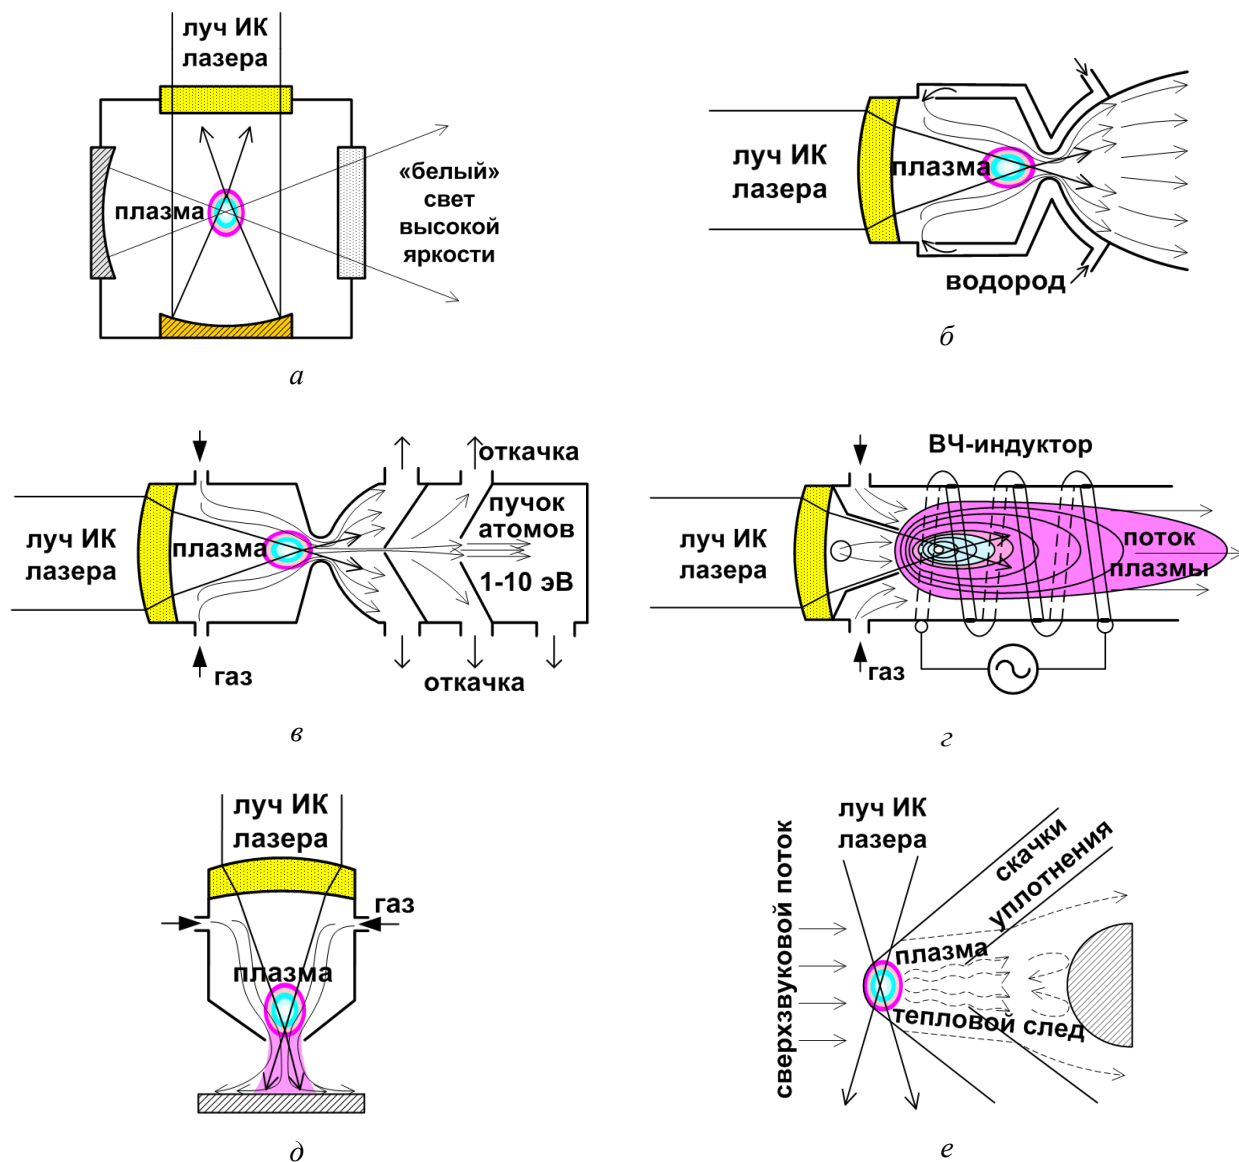 луч ИК
лазера
плазма
«белый»
свет
высокой
яркости
а
луч ИК
лазера
плазма
водород
б
луч ИК
лазера
плазма
газ
откачка
пучок
атомов
1-10 эВ
откачка
в
ВЧ-индуктор
луч ИК
лазера
поток
плазмы
газ
г
луч ИК
лазера
газ
плазма
д
луч ИК
лазера
сверхзвуковой поток
скачки
уплотнения
плазма
тепловой след
е